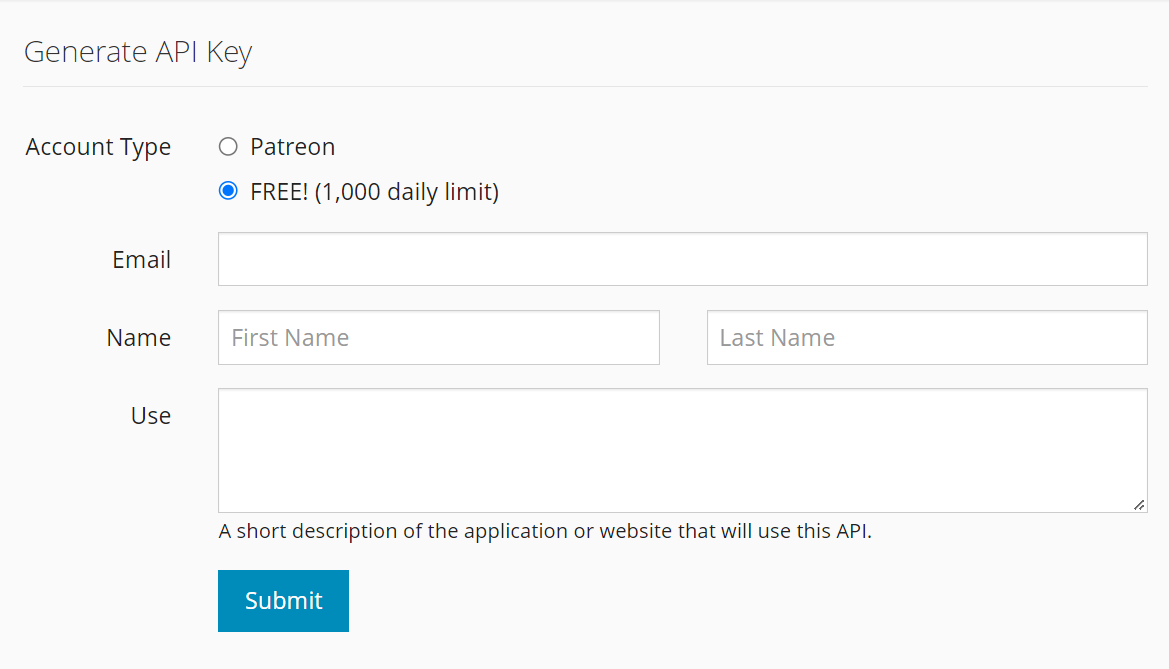 Generate API Key
Account Type
Patreon
FREE! (1,000 daily limit)
Email
Name
First Name
Last Name
Use
A short description of the application or website that will use this API.
Submit